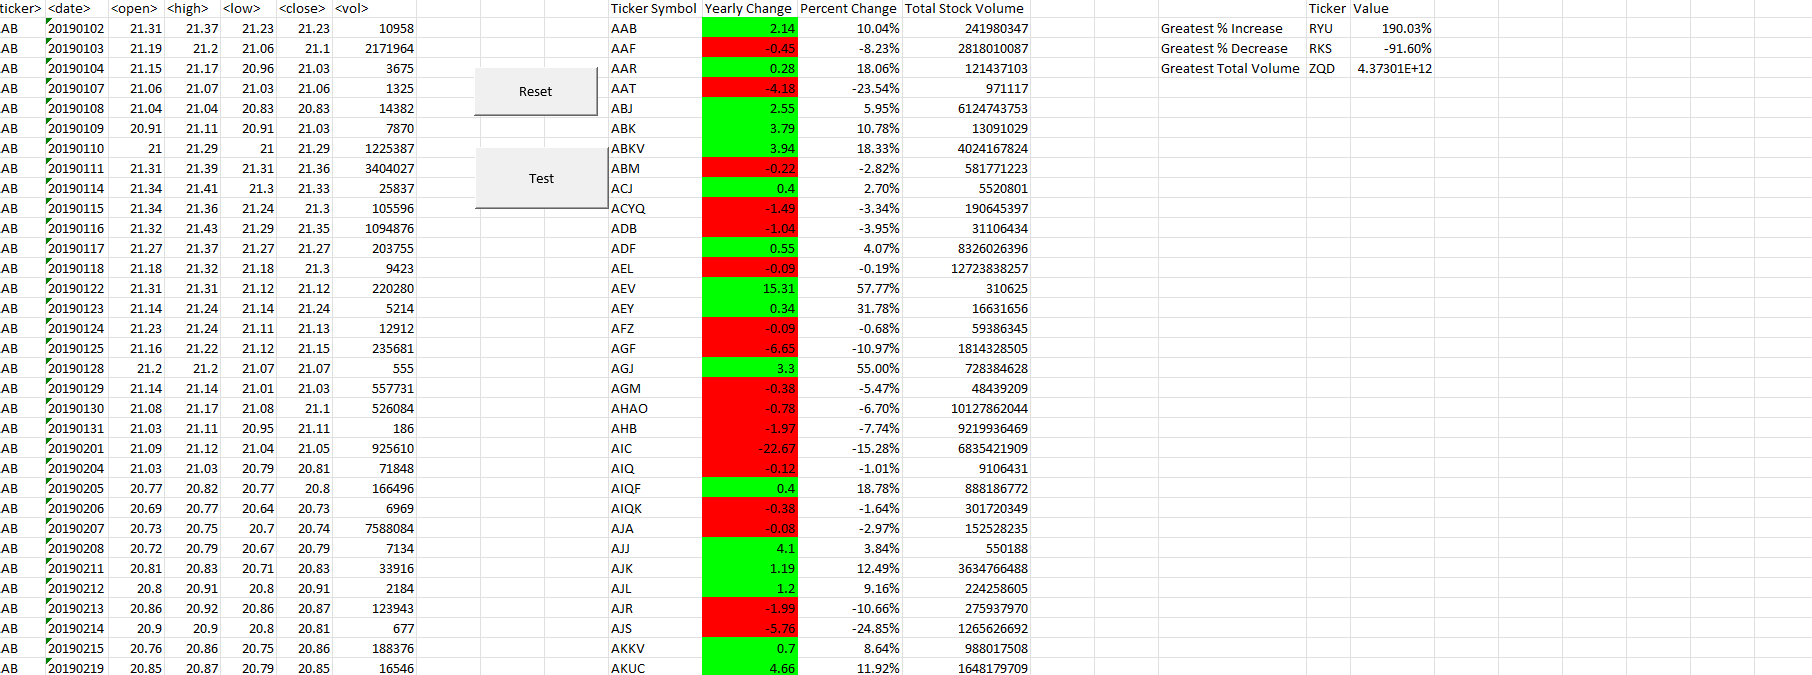 ticker> <date> <open> <high> <low> <close> <vol> Ticker Symbol Yearly Change Percent Change Total Stock Volume Ticker Value
AB 20190102 21.31 21.37 21.23 21.23 10958 AAB 2.14 10.04% 241980347 Greatest % Increase RYU 190.03%
AB 20190103 21.19 21.2 21.06 21.1 2171964 AAF -0.45 -8.23% 2818010087 Greatest % Decrease RKS -91.60%
AB 20190104 21.15 21.17 20.96 21.03 3675 AAR 0.28 18.06% 121437103 Greatest Total Volume ZQD 4.37301E+12
AB 20190107 21.06 21.07 21.03 21.06 1325 Reset AAT -4.18 -23.54% 971117
AB 20190108 21.04 21.04 20.83 20.83 14382 ABJ 2.55 5.95% 6124743753
AB 20190109 20.91 21.11 20.91 21.03 7870 ABK 3.79 10.78% 13091029
AB 20190110 21 21.29 21 21.29 1225387 ABKV 3.94 18.33% 4024167824
AB 20190111 21.31 21.39 21.31 21.36 3404027 Test ABM -0.22 -2.82% 581771223
AB 20190114 21.34 21.41 21.3 21.33 25837 ACJ 0.4 2.70% 5520801
AB 20190115 21.34 21.36 21.24 21.3 105596 ACYQ -1.49 -3.34% 190645397
AB 20190116 21.32 21.43 21.29 21.35 1094876 ADB -1.04 -3.95% 31106434
AB 20190117 21.27 21.37 21.27 21.27 203755 ADF 0.55 4.07% 8326026396
AB 20190118 21.18 21.32 21.18 21.3 9423 AEL -0.09 -0.19% 12723838257
AB 20190122 21.31 21.31 21.12 21.12 220280 AEV 15.31 57.77% 310625
AB 20190123 21.14 21.24 21.14 21.24 5214 AEY 0.34 31.78% 16631656
AB 20190124 21.23 21.24 21.11 21.13 12912 AFZ -0.09 -0.68% 59386345
AB 20190125 21.16 21.22 21.12 21.15 235681 AGF -6.65 -10.97% 1814328505
AB 20190128 21.2 21.2 21.07 21.07 555 AGJ 3.3 55.00% 728384628
AB 20190129 21.14 21.14 21.01 21.03 557731 AGM -0.38 -5.47% 48439209
AB 20190130 21.08 21.17 21.08 21.1 526084 AHAO -0.78 -6.70% 10127862044
AB 20190131 21.03 21.11 20.95 21.11 186 AHB -1.97 -7.74% 9219936469
AB 20190201 21.09 21.12 21.04 21.05 925610 AIC -22.67 -15.28% 6835421909
AB 20190204 21.03 21.03 20.79 20.81 71848 AIQ -0.12 -1.01% 9106431
AB 20190205 20.77 20.82 20.77 20.8 166496 AIQF 0.4 18.78% 888186772
AB 20190206 20.69 20.77 20.64 20.73 6969 AIQK -0.38 -1.64% 301720349
AB 20190207 20.73 20.75 20.7 20.74 7588084 AJA -0.08 -2.97% 152528235
AB 20190208 20.72 20.79 20.67 20.79 7134 AJJ 4.1 3.84% 550188
AB 20190211 20.81 20.83 20.71 20.83 33916 AJK 1.19 12.49% 3634766488
AB 20190212 20.8 20.91 20.8 20.91 2184 AJL 1.2 9.16% 224258605
AB 20190213 20.86 20.92 20.86 20.87 123943 AJR -1.99 -10.66% 275937970
AB 20190214 20.9 20.9 20.8 20.81 677 AJS -5.76 -24.85% 1265626692
AB 20190215 20.76 20.86 20.75 20.86 188376 AKKV 0.7 8.64% 988017508
AB 20190219 20.85 20.87 20.79 20.85 16546 AKUC 4.66 11.92% 1648179709